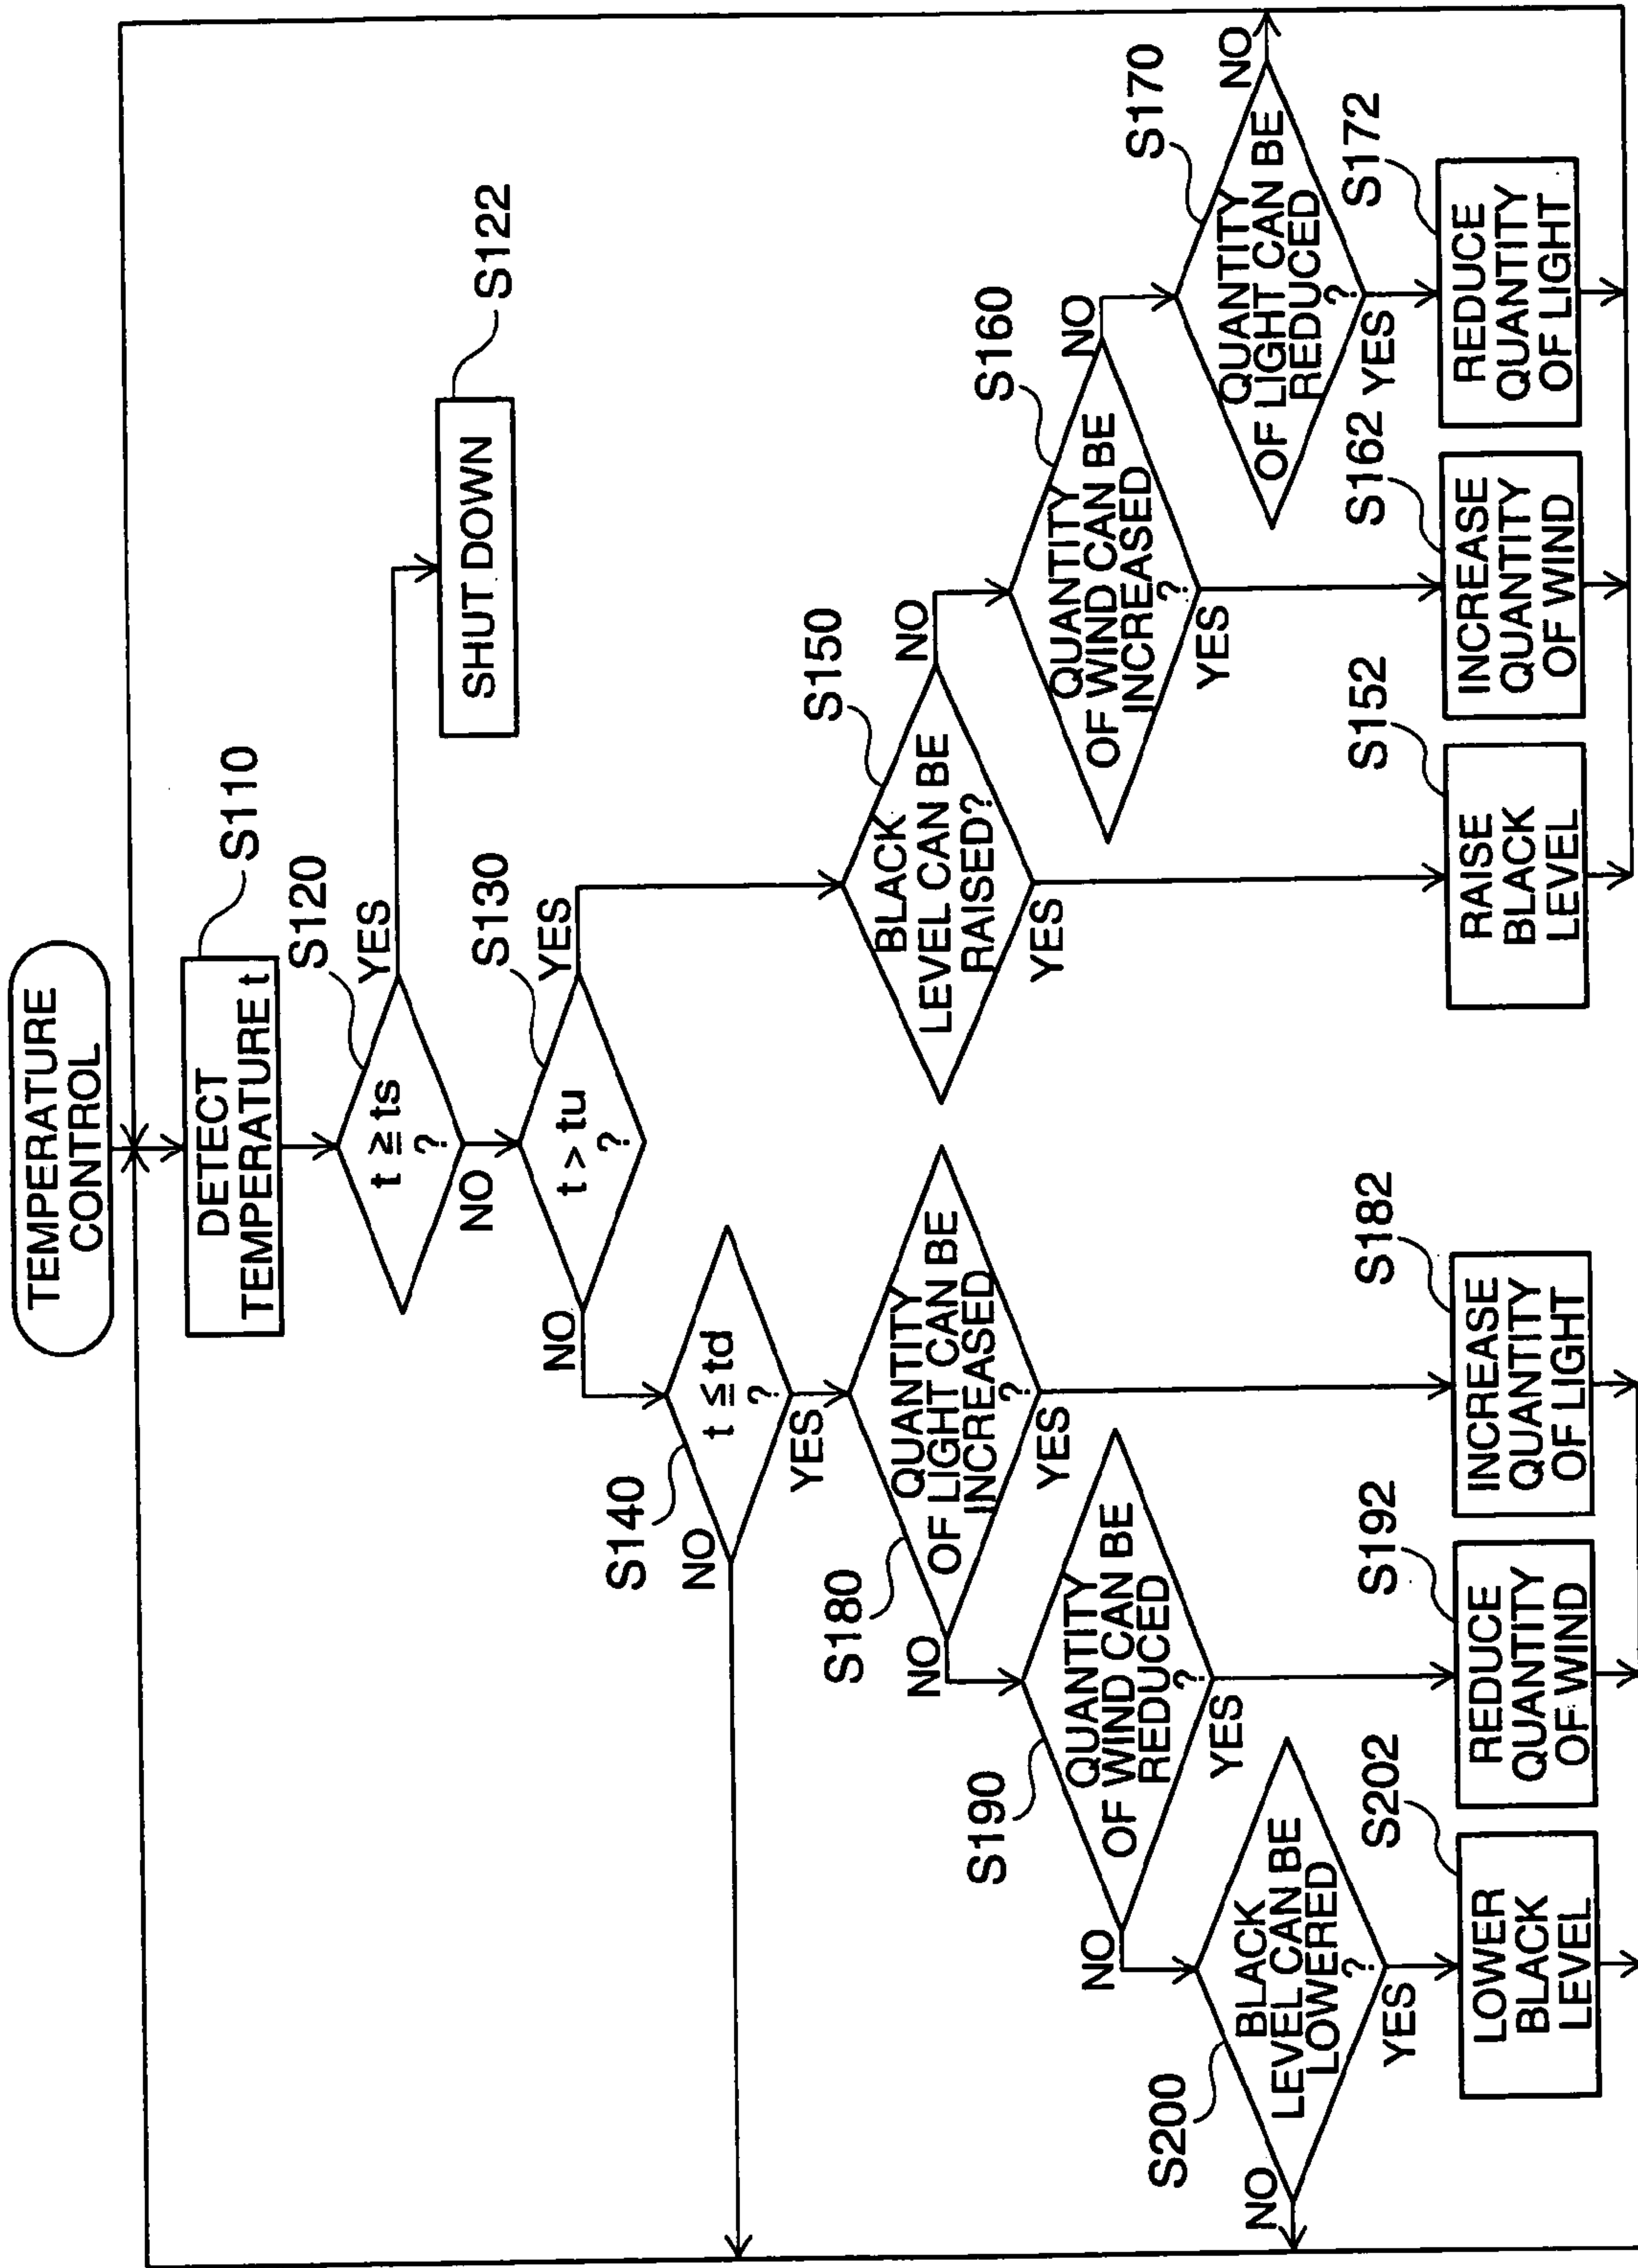 TEMPERATURE
CONTROL
DETECT
TEMPERATURE t
S110
t ≧ ts
?
S120
YES
NO
SHUT DOWN
S122
t > tu
?
S130
YES
NO
t ≦ td
?
S140
NO
YES
BLACK
LEVEL CAN BE
RAISED?
S150
NO
YES
QUANTITY
OF WIND CAN BE
INCREASED
?
S160
NO
YES
QUANTITY
OF LIGHT CAN BE
REDUCED
?
S170
NO
YES
RAISE
BLACK
LEVEL
S152
INCREASE
QUANTITY
OF WIND
S162
REDUCE
QUANTITY
OF LIGHT
S172
QUANTITY
OF LIGHT CAN BE
INCREASED
?
S180
NO
YES
QUANTITY
OF WIND CAN BE
REDUCED
?
S190
NO
YES
BLACK
LEVEL CAN BE
LOWERED
?
S200
NO
YES
INCREASE
QUANTITY
OF LIGHT
S182
REDUCE
QUANTITY
OF WIND
S192
LOWER
BLACK
LEVEL
S202